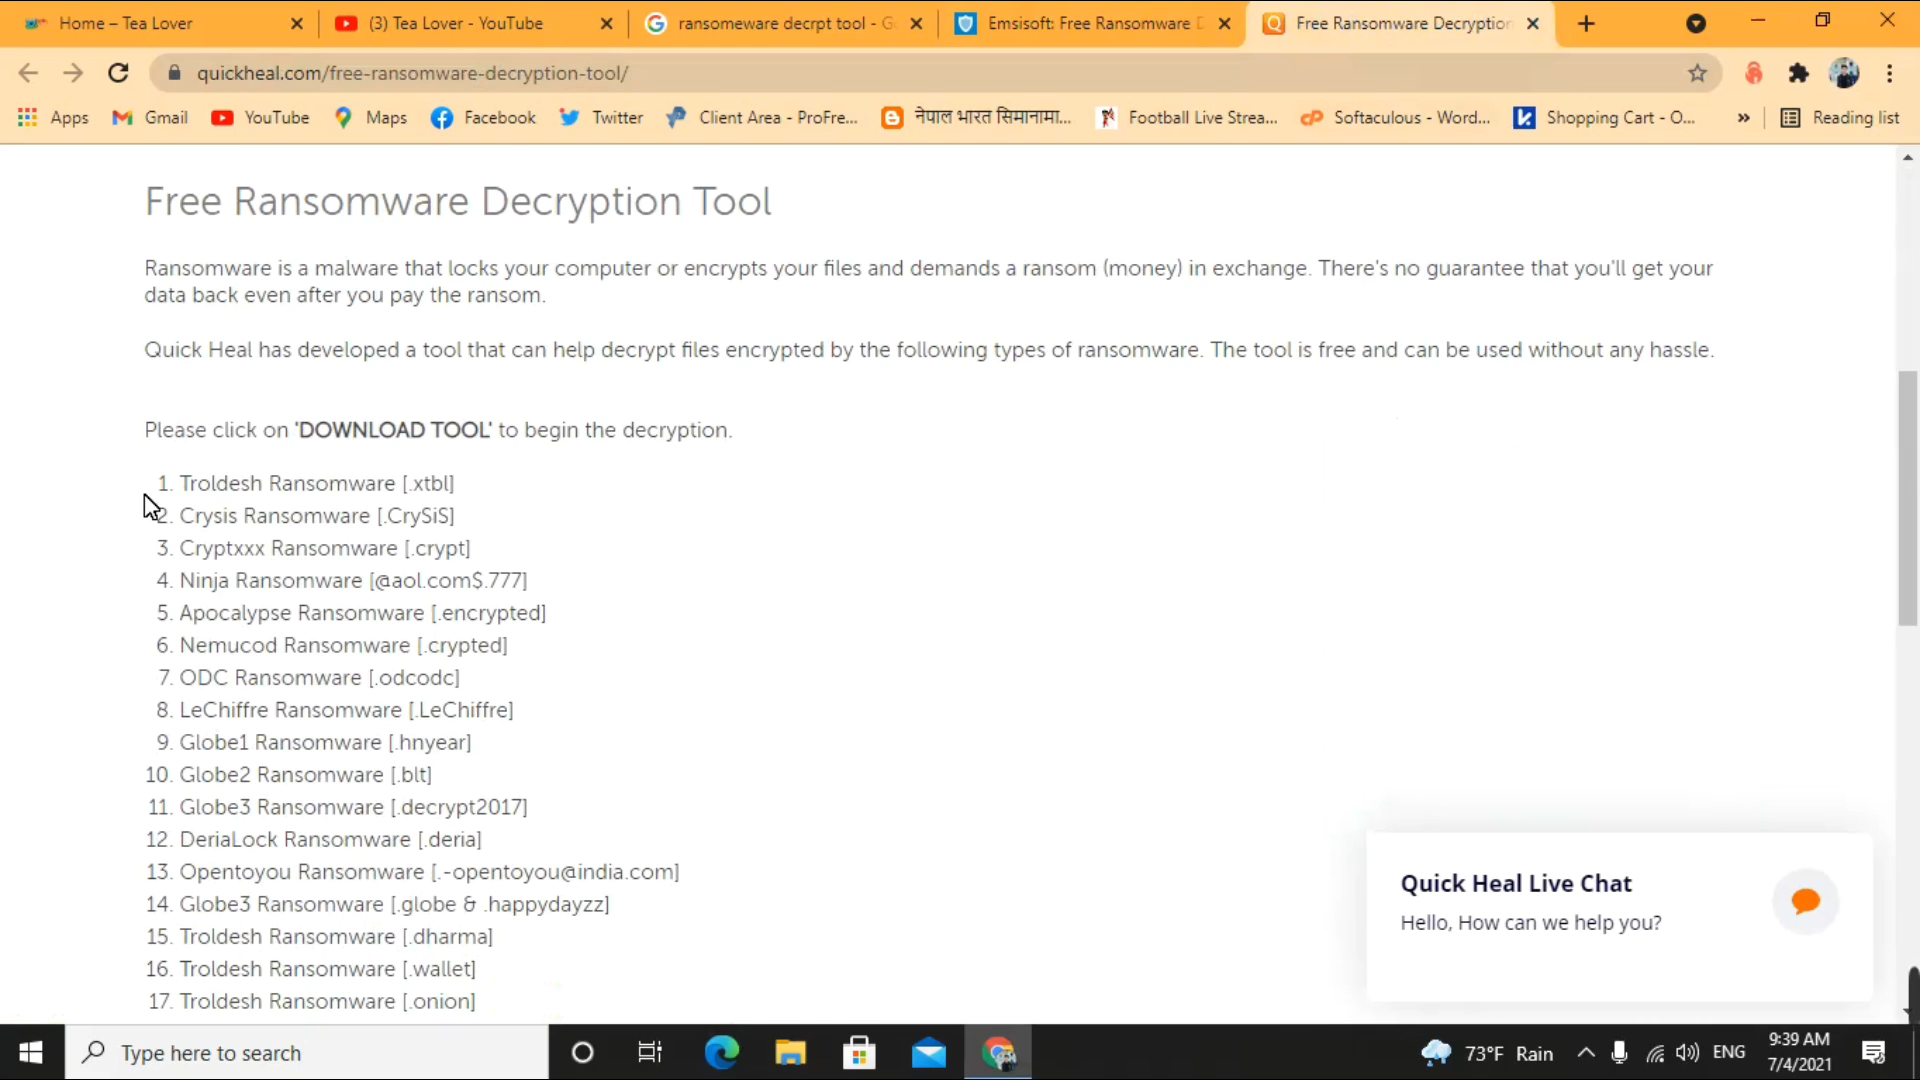 Home – Tea Lover
(3) Tea Lover - YouTube
ransomeware decrpt tool - G
Emsisoft: Free Ransomware D
Free Ransomware Decryption
quickheal.com/free-ransomware-decryption-tool/
Apps
Gmail
YouTube
Maps
Facebook
Twitter
Client Area - ProFre...
नेपाल भारत सिमानामा...
Football Live Strea...
Softaculous - Word...
Shopping Cart - O...
»
Reading list
Free Ransomware Decryption Tool
Ransomware is a malware that locks your computer or encrypts your files and demands a ransom (money) in exchange. There's no guarantee that you'll get your
data back even after you pay the ransom.
Quick Heal has developed a tool that can help decrypt files encrypted by the following types of ransomware. The tool is free and can be used without any hassle.
Please click on 'DOWNLOAD TOOL' to begin the decryption.
1. Troldesh Ransomware [.xtbl]
2. Crysis Ransomware [.CrySiS]
3. Cryptxxx Ransomware [.crypt]
4. Ninja Ransomware [@aol.com$.777]
5. Apocalypse Ransomware [.encrypted]
6. Nemucod Ransomware [.crypted]
7. ODC Ransomware [.odcodc]
8. LeChiffre Ransomware [.LeChiffre]
9. Globe1 Ransomware [.hnyear]
10. Globe2 Ransomware [.blt]
11. Globe3 Ransomware [.decrypt2017]
12. DeriaLock Ransomware [.deria]
13. Opentoyou Ransomware [.-opentoyou@india.com]
14. Globe3 Ransomware [.globe & .happydayzz]
15. Troldesh Ransomware [.dharma]
16. Troldesh Ransomware [.wallet]
17. Troldesh Ransomware [.onion]
Quick Heal Live Chat
Hello, How can we help you?
Type here to search
73°F Rain
ENG
9:39 AM
7/4/2021